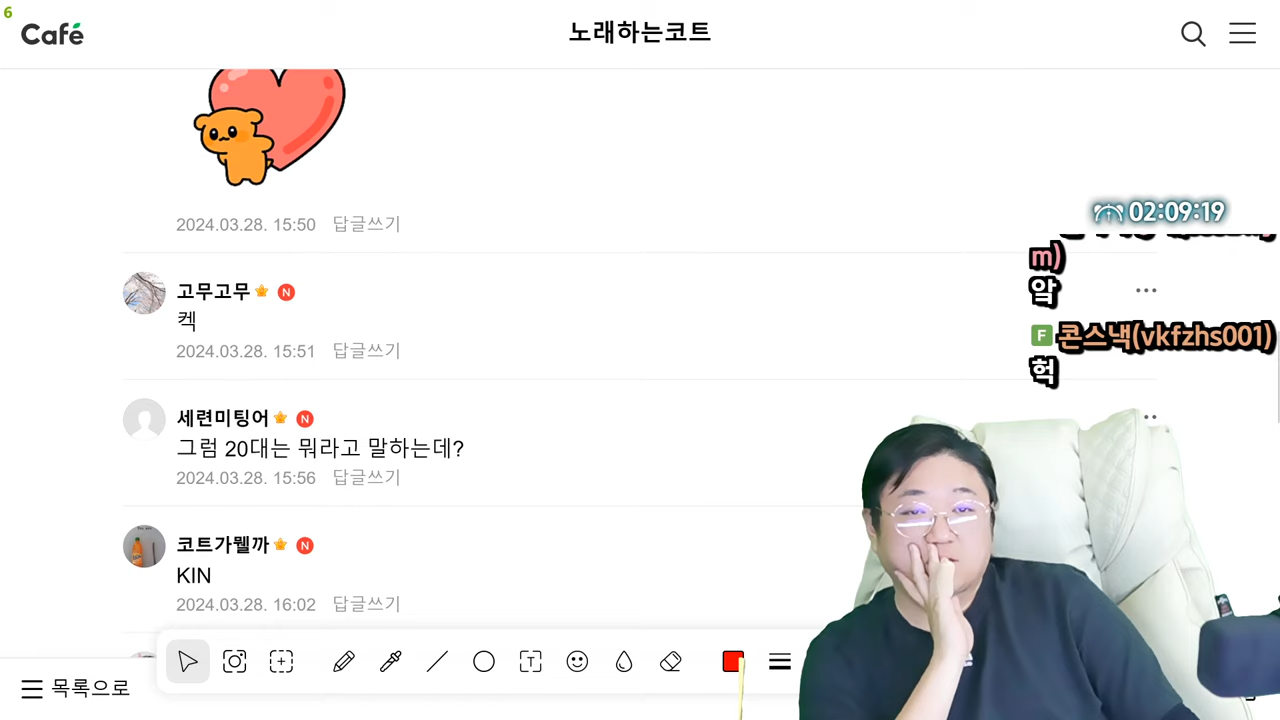 6
Café
노래하는코트
2024.03.28. 15:50 답글쓰기
02:09:19
m)
앜
고무고무 N
켁
2024.03.28. 15:51 답글쓰기
F 콘스낵(vkfzhs001)
헉
세련미팅어 N
그럼 20대는 뭐라고 말하는데?
2024.03.28. 15:56 답글쓰기
코트가뷀까 N
KIN
2024.03.28. 16:02 답글쓰기
T
목록으로